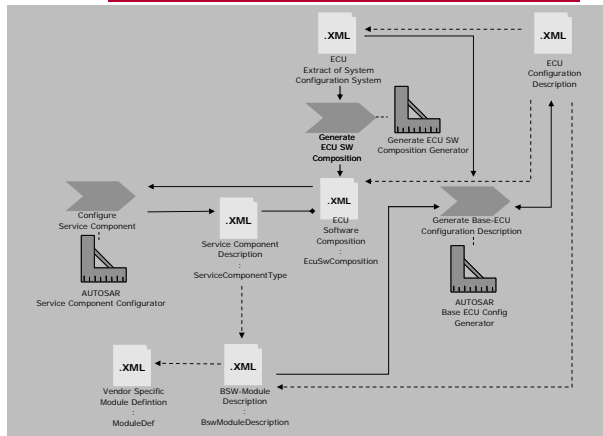 .XML
ECU
Extract of System
Configuration System
.XML
ECU
Configuration
Description
Generate
ECU SW
Composition
Generate ECU SW
Composition Generator
Configure
Service Component
.XML
Service Component
Description
:
ServiceComponentType
.XML
ECU
Software
Composition
:
EcuSwComposition
Generate Base-ECU
Configuration Description
AUTOSAR
Service Component Configurator
AUTOSAR
Base ECU Config
Generator
.XML
Vendor Specific
Module Defintion
:
ModuleDef
.XML
BSW-Module
Description
:
BswModuleDescription